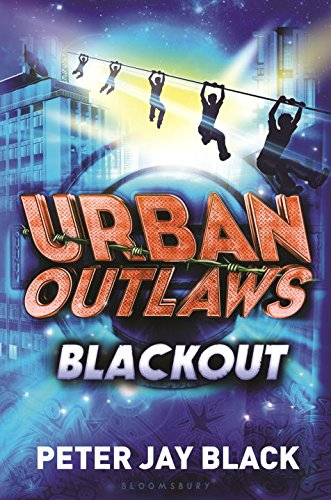 URBAN
OUTLAWS
BLACKOUT
PETER JAY BLACK
BLOOMSBURY